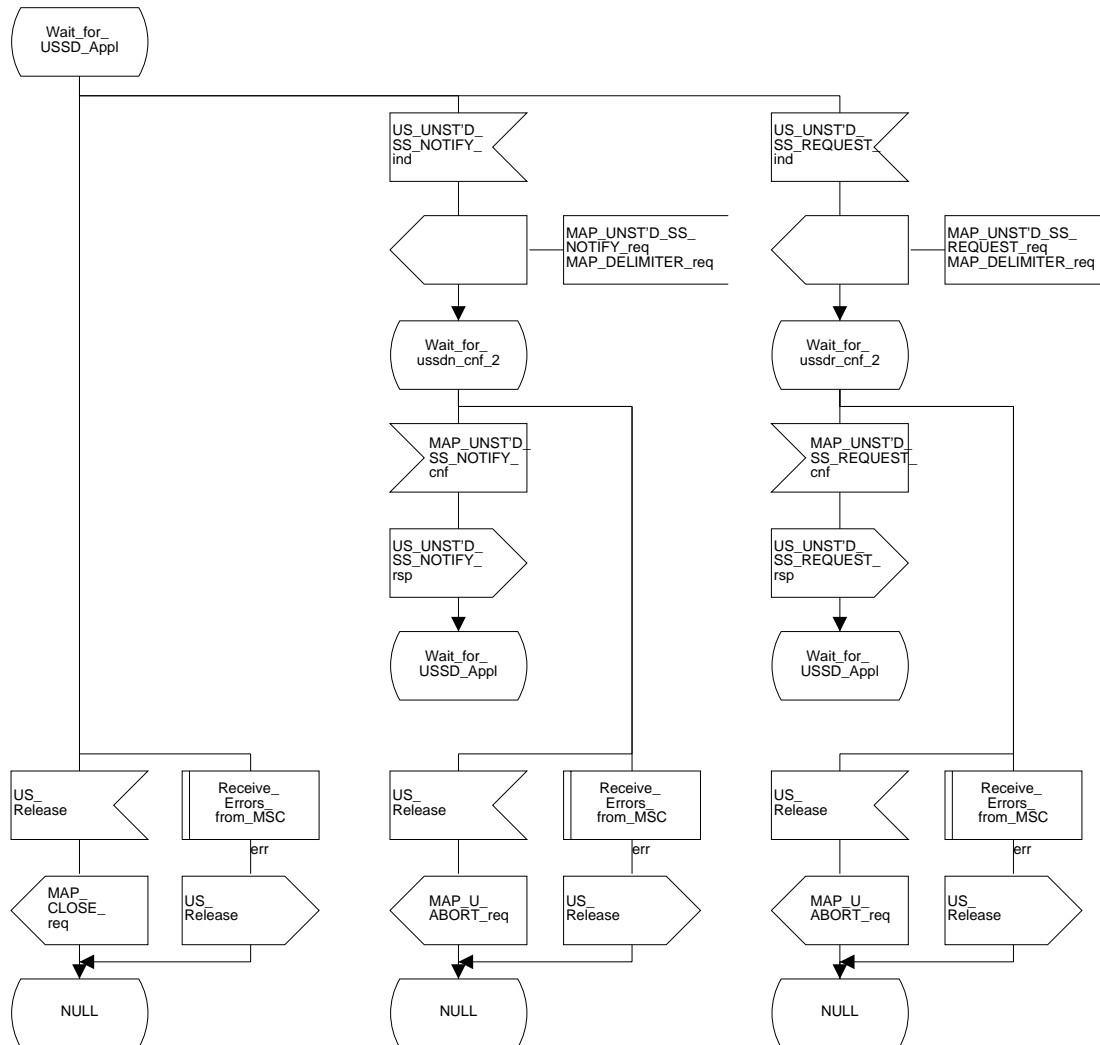 Wait_for_
USSD_Appl
US_UNST'D_
SS_NOTIFY_
ind
US_UNST'D_
SS_REQUEST_
ind
MAP_UNST'D_SS_
NOTIFY_req
MAP_DELIMITER_req
MAP_UNST'D_SS_
REQUEST_req
MAP_DELIMITER_req
Wait_for_
ussdn_cnf_2
Wait_for_
ussdr_cnf_2
MAP_UNST'D_
SS_NOTIFY_
cnf
MAP_UNST'D_
SS_REQUEST_
cnf
US_UNST'D_
SS_NOTIFY_
rsp
US_UNST'D_
SS_REQUEST_
rsp
Wait_for_
USSD_Appl
Wait_for_
USSD_Appl
US_
Release
Receive_
Errors_
from_MSC
US_
Release
Receive_
Errors_
from_MSC
US_
Release
Receive_
Errors_
from_MSC
err
err
err
MAP_
CLOSE_
req
US_
Release
MAP_U_
ABORT_req
US_
Release
MAP_U_
ABORT_req
US_
Release
NULL
NULL
NULL